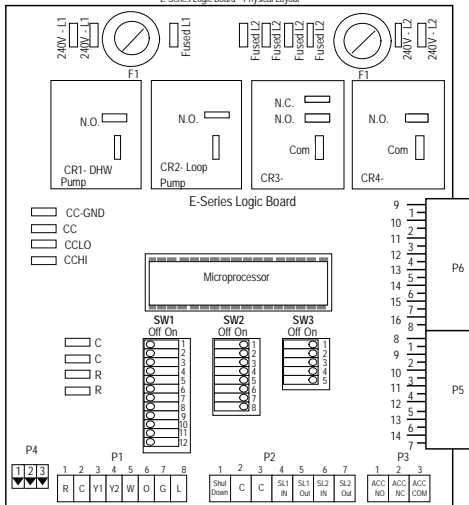 E-Series Logic Board - Physical Layout
240V - L1
240V - L1
Fused L1
Fused L2
Fused L2
Fused L2
Fused L2
240V - L2
240V - L2
F1
F1
N.O.
N.O.
N.C.
N.O.
N.O.
Com
Com
CR1- DHW
Pump
CR2- Loop
Pump
CR3-
CR4-
E-Series Logic Board
CC-GND
CC
CCLO
CCHI
Microprocessor
9
1
10
2
11
3
12
4
13
5
14
6
15
7
16
8
P6
8
1
9
2
10
3
11
4
12
5
13
6
14
7
P5
SW1
Off On
1
2
3
4
5
6
7
8
9
10
11
12
SW2
Off On
1
2
3
4
5
6
7
8
SW3
Off On
1
2
3
4
5
C
C
R
R
P4
1 2 3
P1
1 2 3 4 5 6 7 8
R C Y1 Y2 W O G L
P2
1 2 3 4 5 6 7
Shut Down C C SL1 IN SL1 Out SL2 IN SL2 Out
P3
1 2 3
ACC NO ACC NC ACC COM